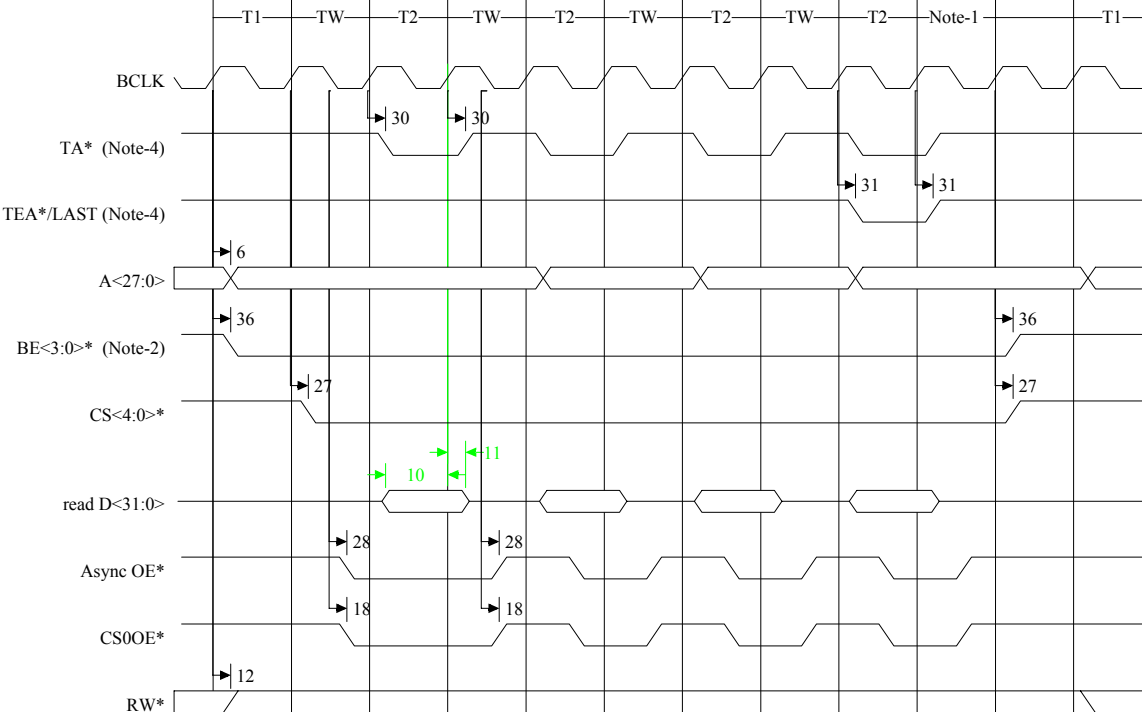 T1 TW T2 TW T2 TW T2 TW T2 Note-1 T1
BCLK
30 30
TA* (Note-4)
31 31
TEA*/LAST (Note-4)
6
A<27:0>
36 36
BE<3:0>* (Note-2)
27 27
CS<4:0>*
11
10
read D<31:0>
28 28
Async OE*
18 18
CS0OE*
12
RW*